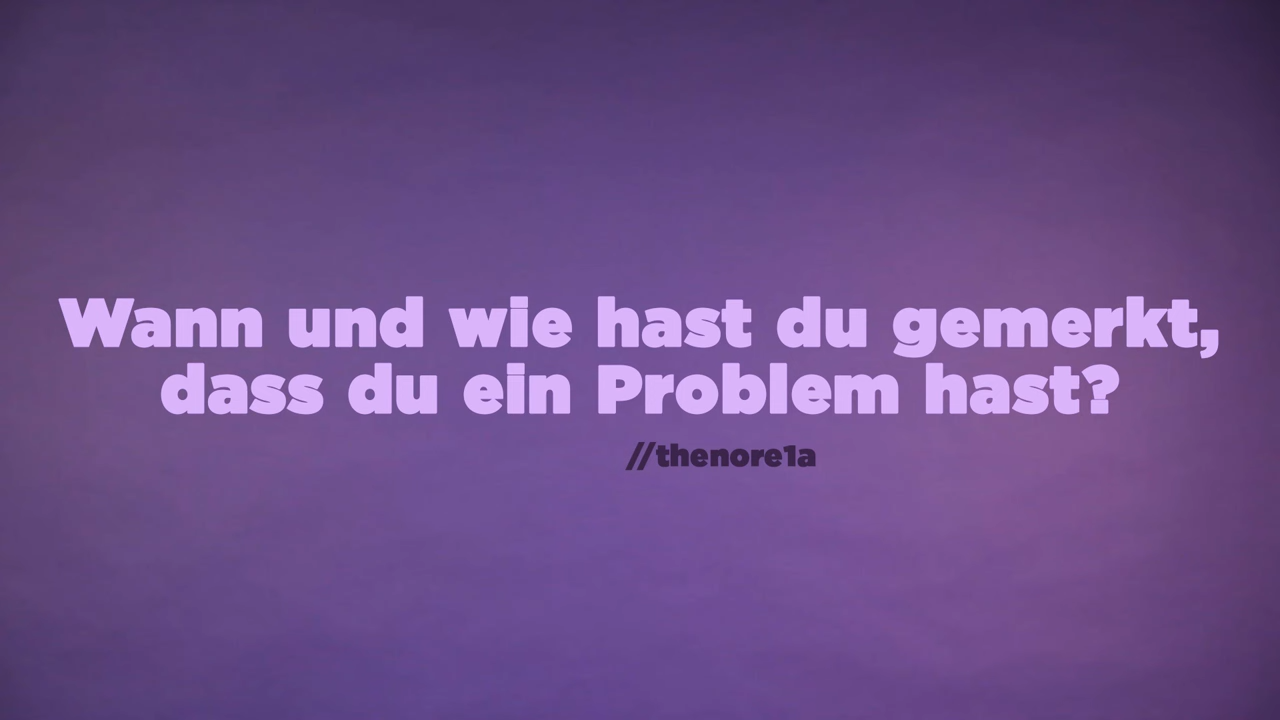 Wann und wie hast du gemerkt,
dass du ein Problem hast?
//thenore1a